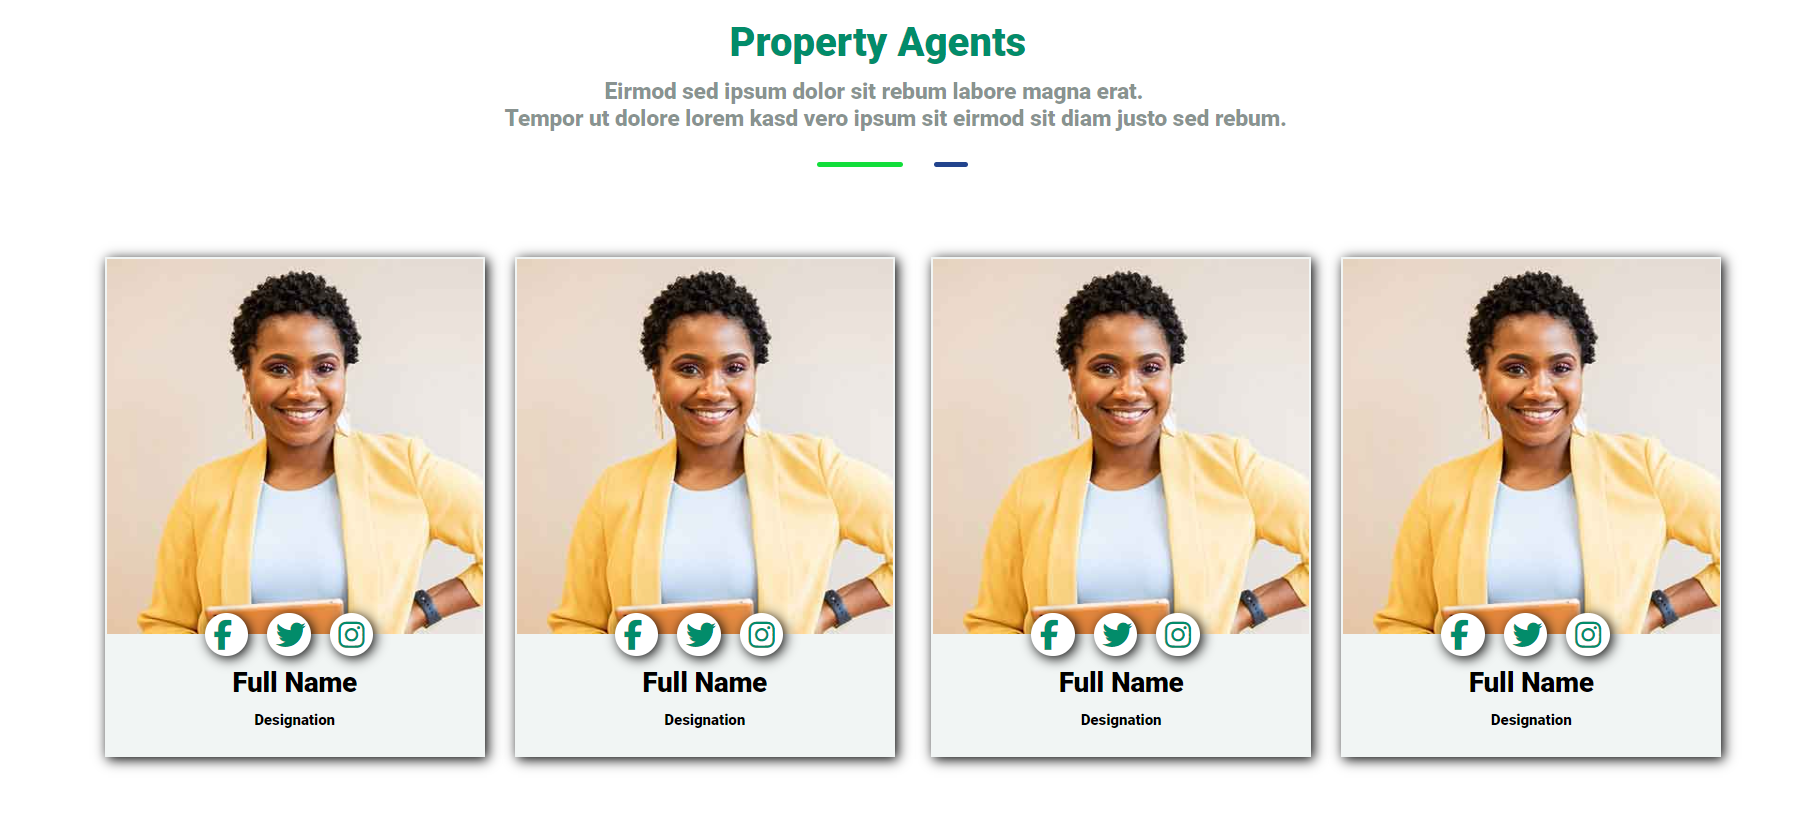 Property Agents
Eirmod sed ipsum dolor sit rebum labore magna erat.
Tempor ut dolore lorem kasd vero ipsum sit eirmod sit diam justo sed rebum.
Full Name
Designation
Full Name
Designation
Full Name
Designation
Full Name
Designation